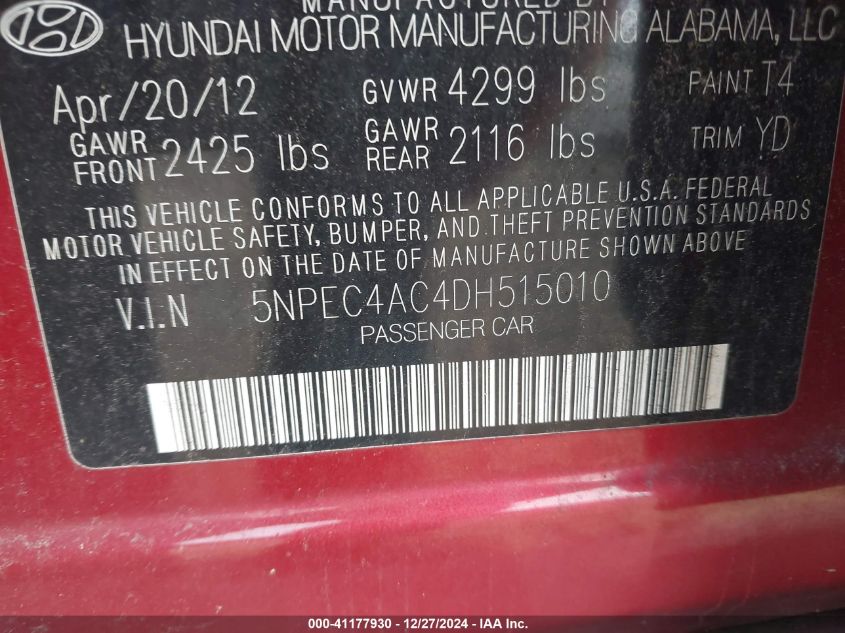 MANUFACTURED BY
HYUNDAI MOTOR MANUFACTURING ALABAMA, LLC
Apr/20/12 GVWR 4299 lbs PAINT T4
GAWR FRONT 2425 lbs GAWR REAR 2116 lbs TRIM YD
THIS VEHICLE CONFORMS TO ALL APPLICABLE U.S.A. FEDERAL
MOTOR VEHICLE SAFETY, BUMPER, AND THEFT PREVENTION STANDARDS
IN EFFECT ON THE DATE OF MANUFACTURE SHOWN ABOVE
V.I.N 5NPEC4AC4DH515010
PASSENGER CAR
000-41177930 - 12/27/2024 - IAA Inc.